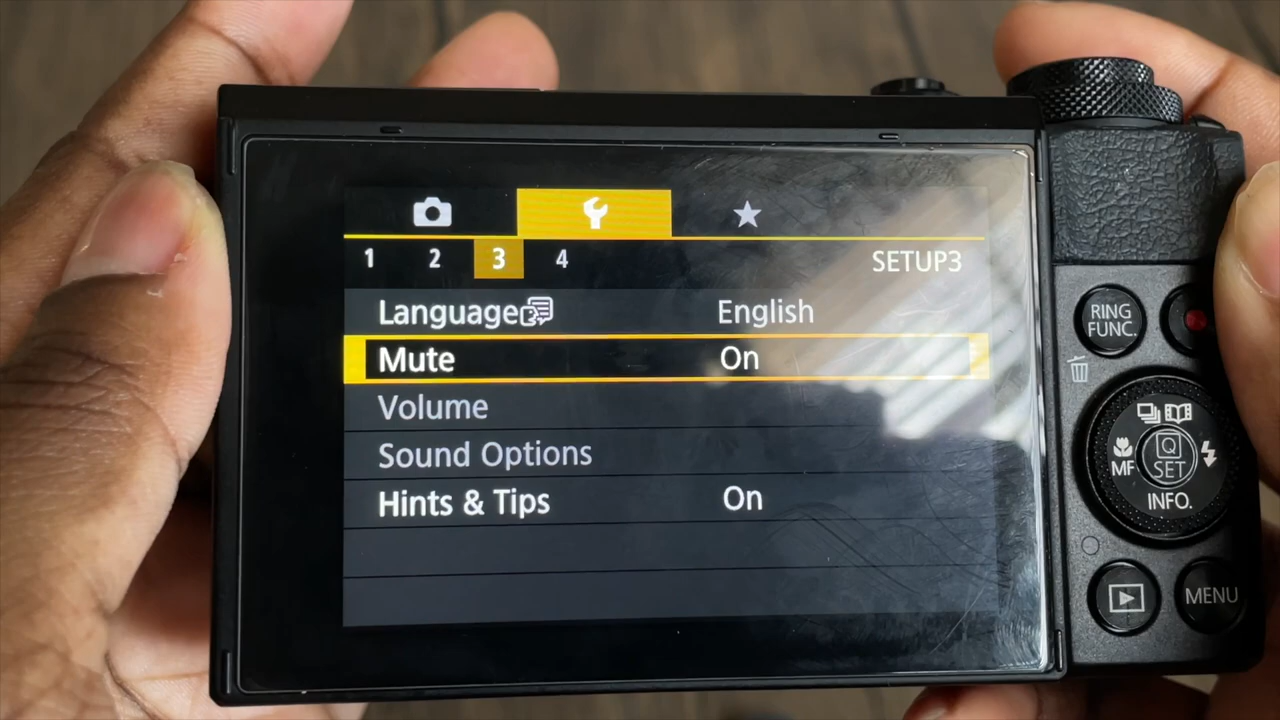 1 2 3 4 SETUP3
Language English
Mute On
Volume
Sound Options
Hints & Tips On
RING
FUNC.
MF
Q
SET
INFO.
MENU